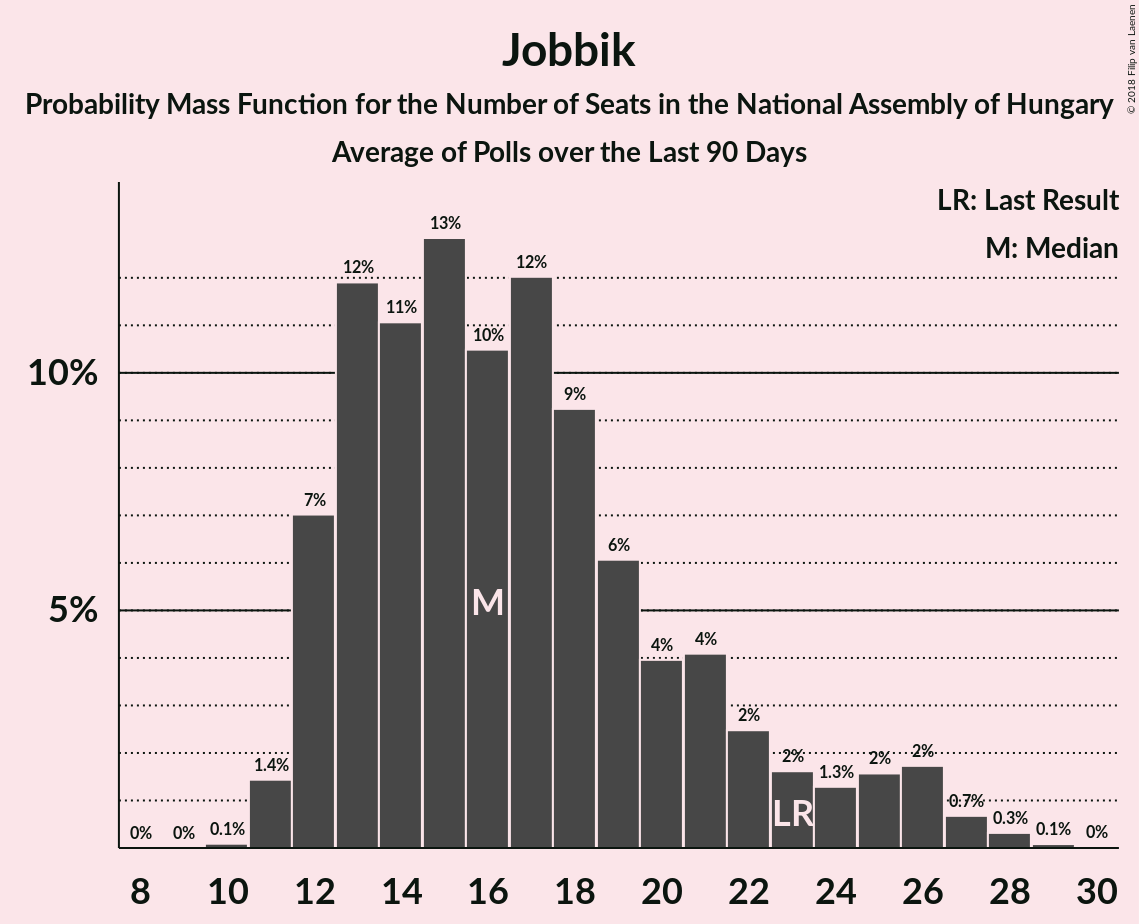 Jobbik
Probability Mass Function for the Number of Seats in the National Assembly of Hungary
Average of Polls over the Last 90 Days
© 2018 Filip van Laenen
LR: Last Result
M: Median
10%
5%
0%
0%
0.1%
1.4%
7%
12%
11%
13%
10%
12%
9%
6%
4%
4%
2%
2%
1.3%
2%
2%
0.7%
0.3%
0.1%
0%
M
LR
8 10 12 14 16 18 20 22 24 26 28 30